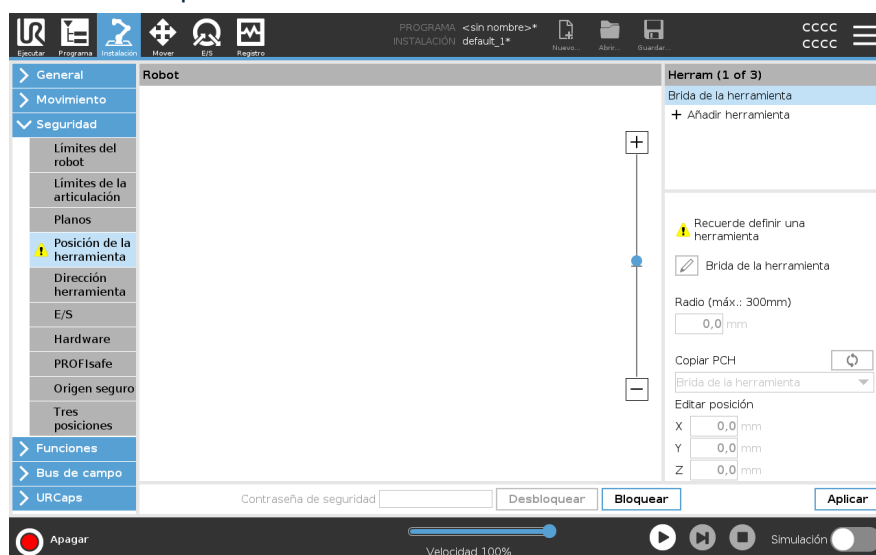 PROGRAMA <sin nombre>*
INSTALACIÓN default_1*
Ejecutar Programa Instalación Mover E/S Registro
Nuevo... Abrir... Guardar...
cccc
cccc
General
Movimiento
Seguridad
Límites del
robot
Límites de la
articulación
Planos
Posición de la
herramienta
Dirección
herramienta
E/S
Hardware
PROFIsafe
Origen seguro
Tres
posiciones
Funciones
Bus de campo
URCaps
Robot
Herram (1 of 3)
Brida de la herramienta
+ Añadir herramienta
Recuerde definir una
herramienta
Brida de la herramienta
Radio (máx.: 300mm)
0,0 mm
Copiar PCH
Brida de la herramienta
Editar posición
X 0,0 mm
Y 0,0 mm
Z 0,0 mm
Contraseña de seguridad Desbloquear Bloquear Aplicar
Apagar
Velocidad 100%
Simulación